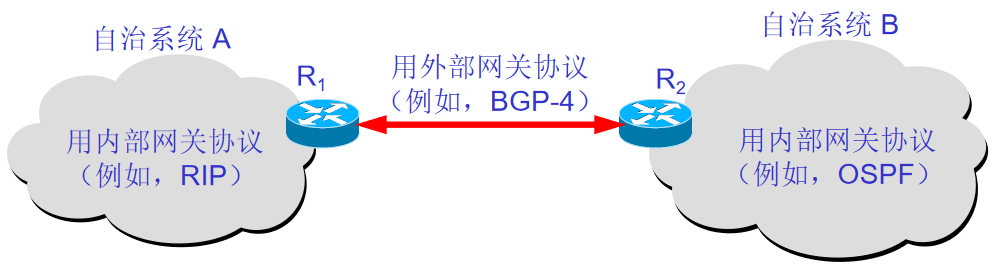 自治系统 A
自治系统 B
R1
用外部网关协议
（例如，BGP-4）
R2
用内部网关协议
（例如，RIP）
用内部网关协议
（例如，OSPF）